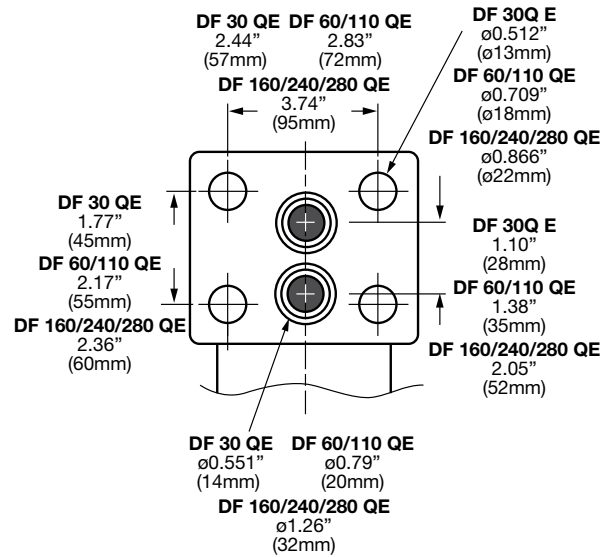 DF 30 QE DF 60/110 QE
2.44” 2.83”
(57mm) (72mm)
DF 160/240/280 QE
3.74”
(95mm)
DF 30Q E
ø0.512”
(ø13mm)
DF 60/110 QE
ø0.709”
(ø18mm)
DF 160/240/280 QE
ø0.866”
(ø22mm)
DF 30 QE
1.77”
(45mm)
DF 60/110 QE
2.17”
(55mm)
DF 160/240/280 QE
2.36”
(60mm)
DF 30Q E
1.10”
(28mm)
DF 60/110 QE
1.38”
(35mm)
DF 160/240/280 QE
2.05”
(52mm)
DF 30 QE DF 60/110 QE
ø0.551” ø0.79”
(14mm) (20mm)
DF 160/240/280 QE
ø1.26”
(32mm)